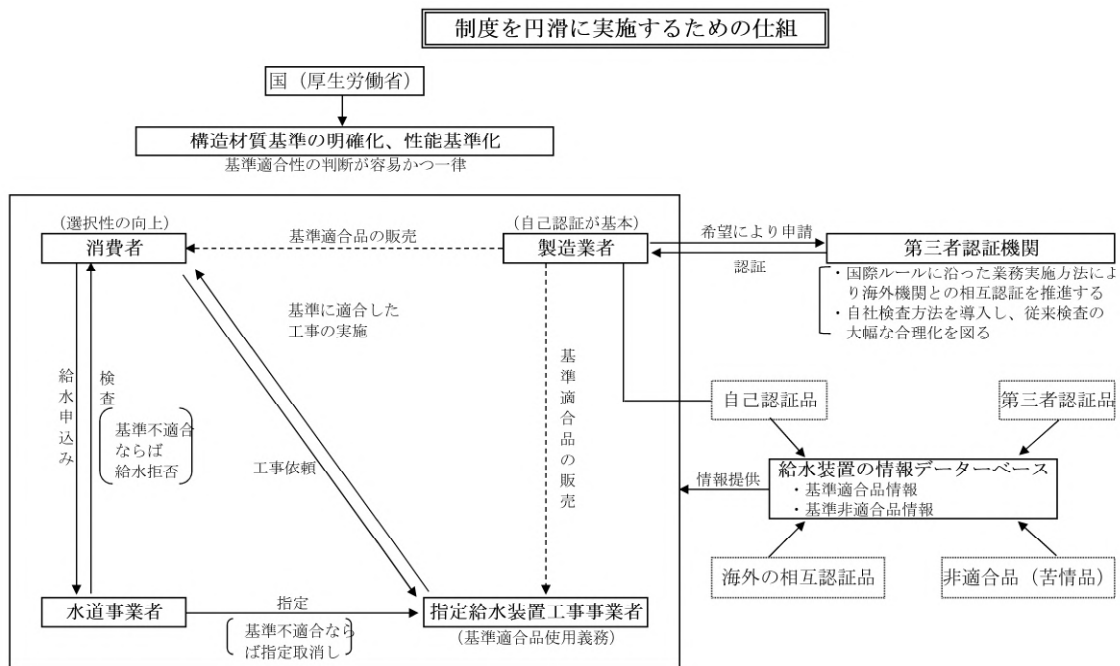 制度を円滑に実施するための仕組
国（厚生労働省）
構造材質基準の明確化、性能基準化
基準適合性の判断が容易かつ一律
（選択性の向上）
消費者
基準適合品の販売
（自己認証が基本）
製造業者
希望により申請
認証
第三者認証機関
・国際ルールに沿った業務実施方法によ
り海外機関との相互認証を推進する
・自社検査方法を導入し、従来検査の
大幅な合理化を図る
基準に適合した
工事の実施
給水申込み
検査
基準不適合
ならば
給水拒否
工事依頼
基準適合品の販売
自己認証品
第三者認証品
情報提供
給水装置の情報データーベース
・基準適合品情報
・基準非適合品情報
海外の相互認証品
非適合品（苦情品）
水道事業者
指定
基準不適合なら
ば指定取消し
指定給水装置工事事業者
（基準適合品使用義務）